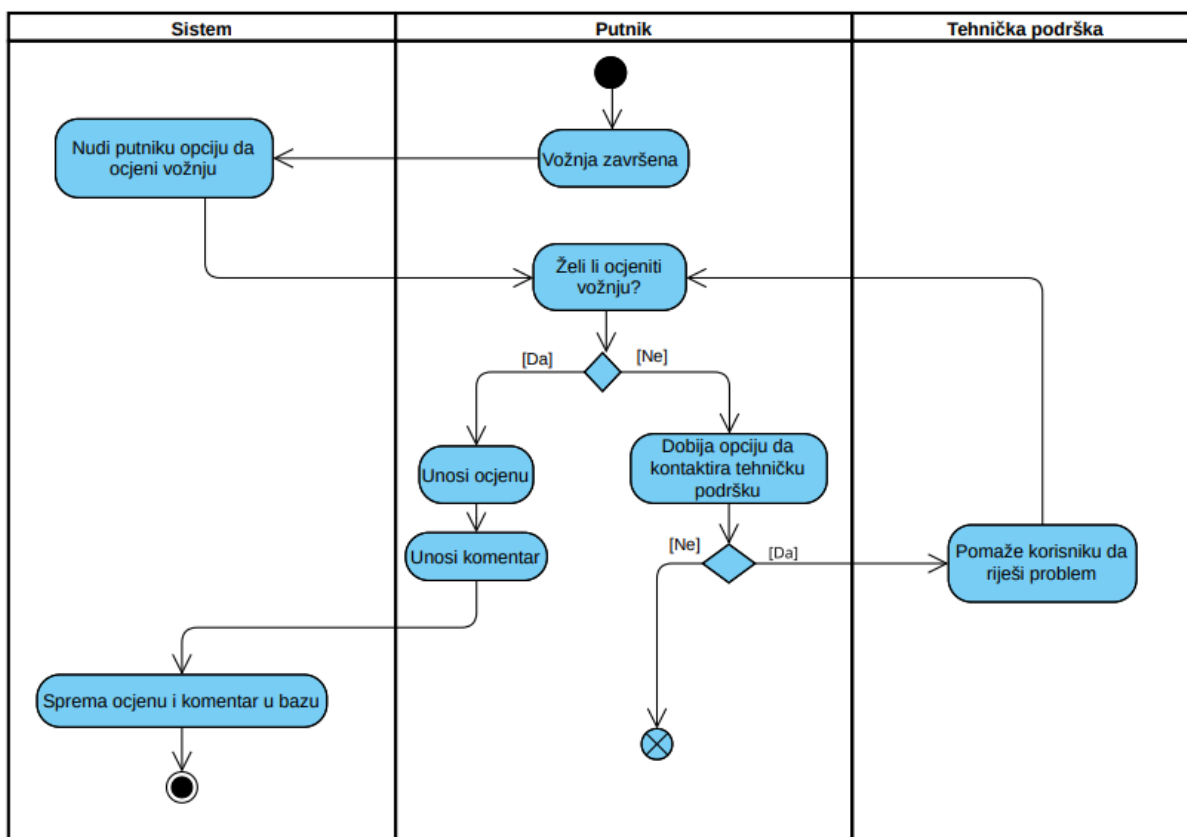 Sistem
Putnik
Tehnička podrška
Vožnja završena
Nudi putniku opciju da
ocjeni vožnju
Želi li ocjeniti
vožnju?
[Da]
[Ne]
Unosi ocjenu
Dobija opciju da
kontaktira tehničku
podršku
Unosi komentar
[Ne]
[Da]
Pomaže korisniku da
riješi problem
Sprema ocjenu i komentar u bazu